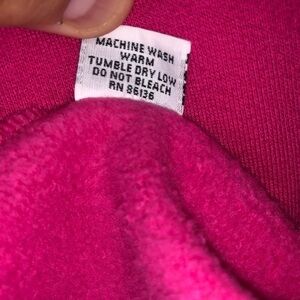 MACHINE WASH
WARM
TUMBLE DRY LOW
DO NOT BLEACH
RN 86136